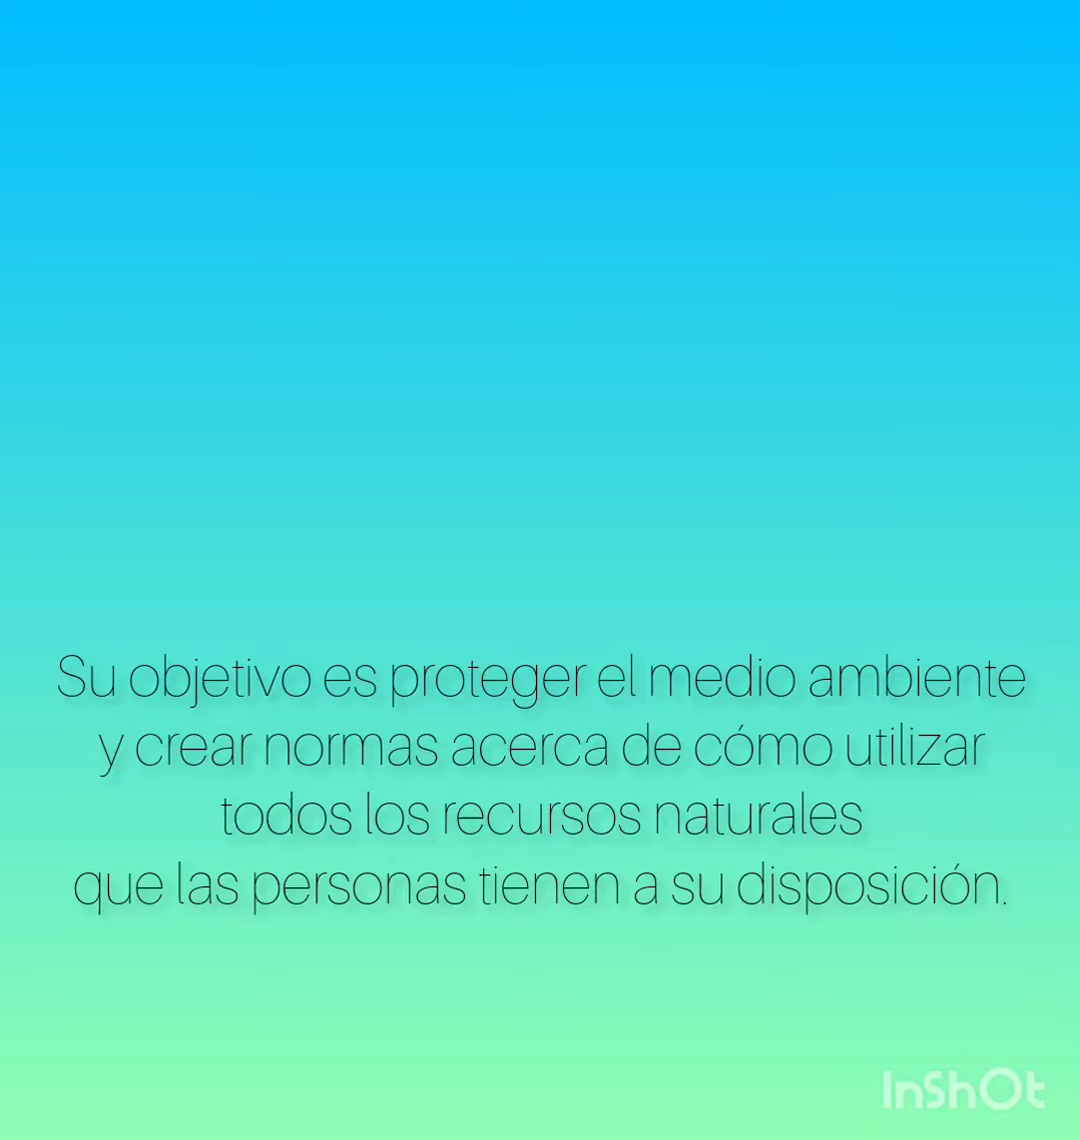 Su objetivo es proteger el medio ambiente
y crear normas acerca de cómo utilizar
todos los recursos naturales
que las personas tienen a su disposición.
InShOt